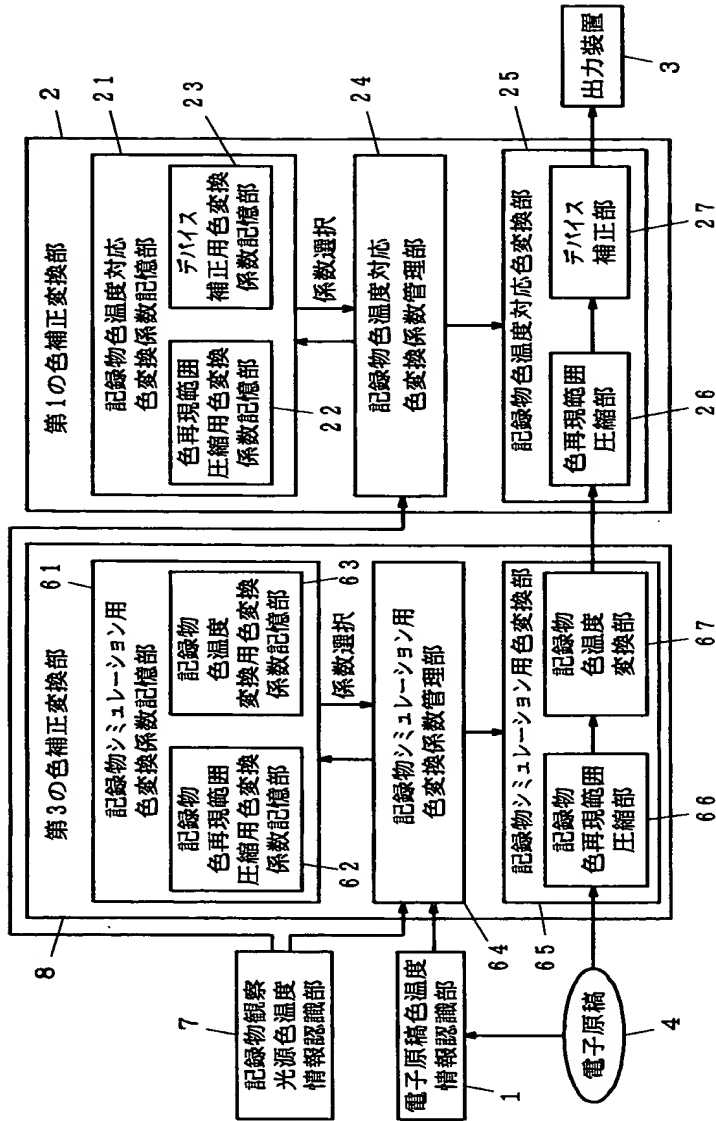 8
第3の色補正変換部
61
記録物シミュレーション用
色変換係数記憶部
62
記録物
色再現範囲
圧縮用色変換
係数記憶部
63
記録物
色温度
変換用色変換
係数記憶部
係数選択
7
記録物観察
光源色温度
情報認識部
64
記録物シミュレーション用
色変換係数管理部
1
電子原稿色温度
情報認識部
65
記録物シミュレーション用色変換部
66
記録物
色再現範囲
圧縮部
67
記録物
色温度
変換部
4
電子原稿
2
第1の色補正変換部
21
記録物色温度対応
色変換係数記憶部
22
色再現範囲
圧縮用色変換
係数記憶部
23
デバイス
補正用色変換
係数記憶部
係数選択
24
記録物色温度対応
色変換係数管理部
25
記録物色温度対応色変換部
26
色再現範囲
圧縮部
27
デバイス
補正部
3
出力装置